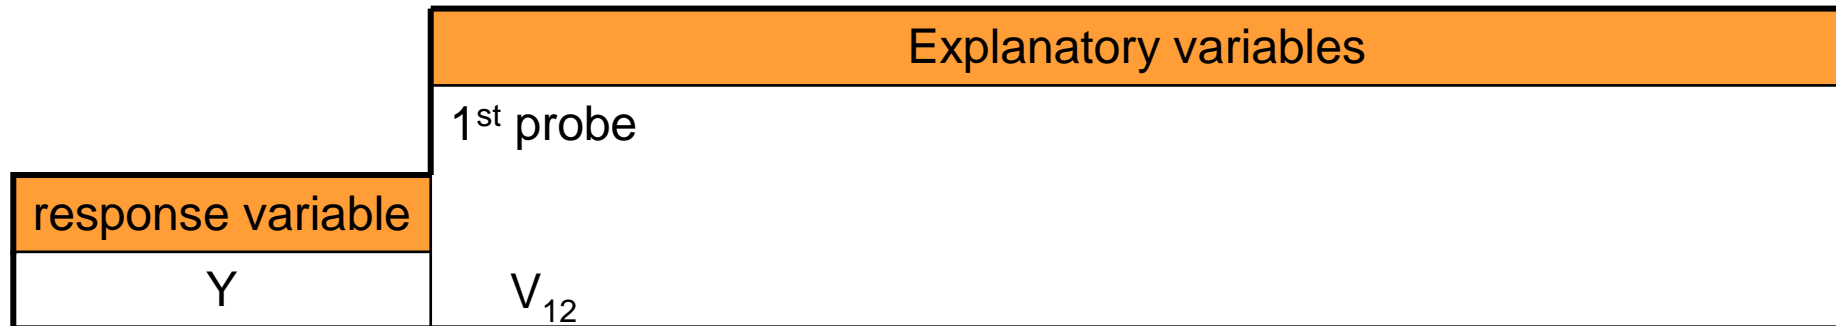 Explanatory variables
1st probe
response variable
Y V12